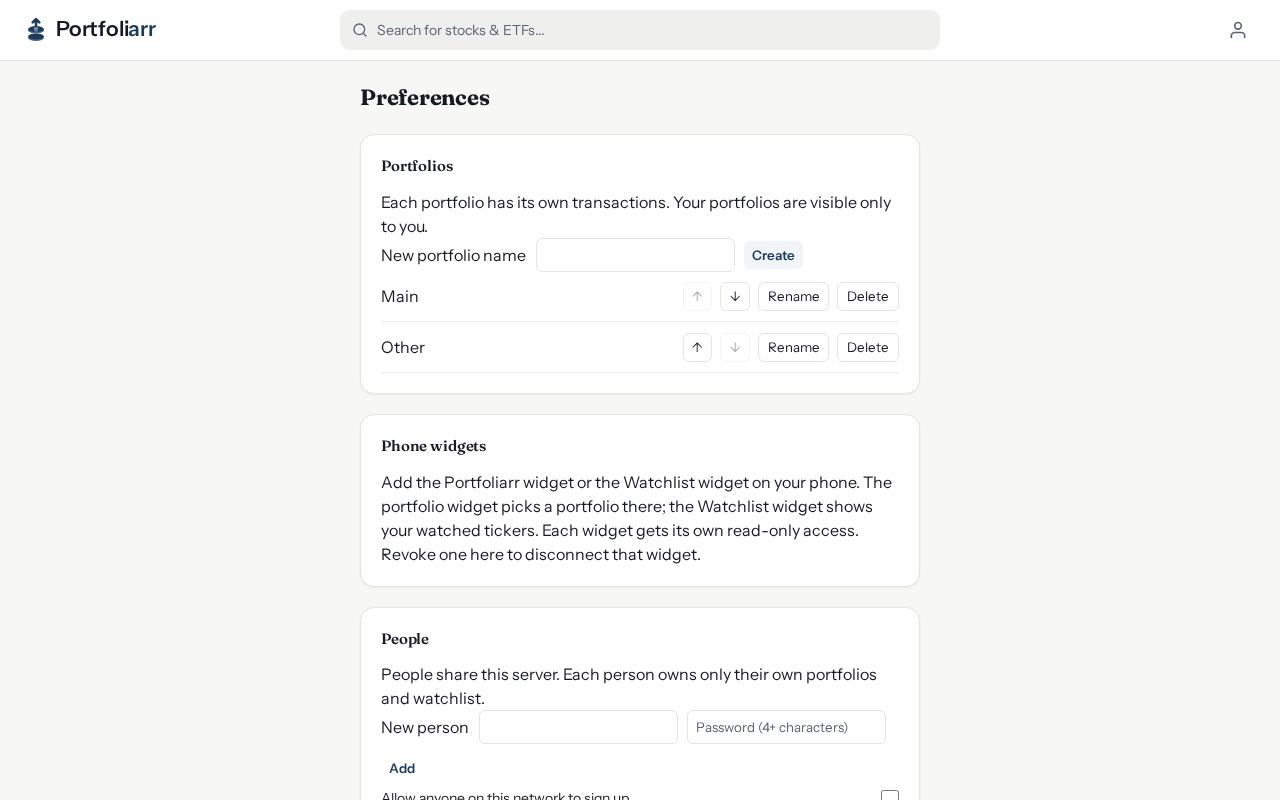 Portfoliarr
Search for stocks & ETFs...
Preferences
Portfolios
Each portfolio has its own transactions. Your portfolios are visible only
to you.
New portfolio name
Create
Main
↑ ↓ Rename Delete
Other
↑ ↓ Rename Delete
Phone widgets
Add the Portfoliarr widget or the Watchlist widget on your phone. The
portfolio widget picks a portfolio there; the Watchlist widget shows
your watched tickers. Each widget gets its own read-only access.
Revoke one here to disconnect that widget.
People
People share this server. Each person owns only their own portfolios
and watchlist.
New person
Password (4+ characters)
Add
Allow anyone on this network to sign up